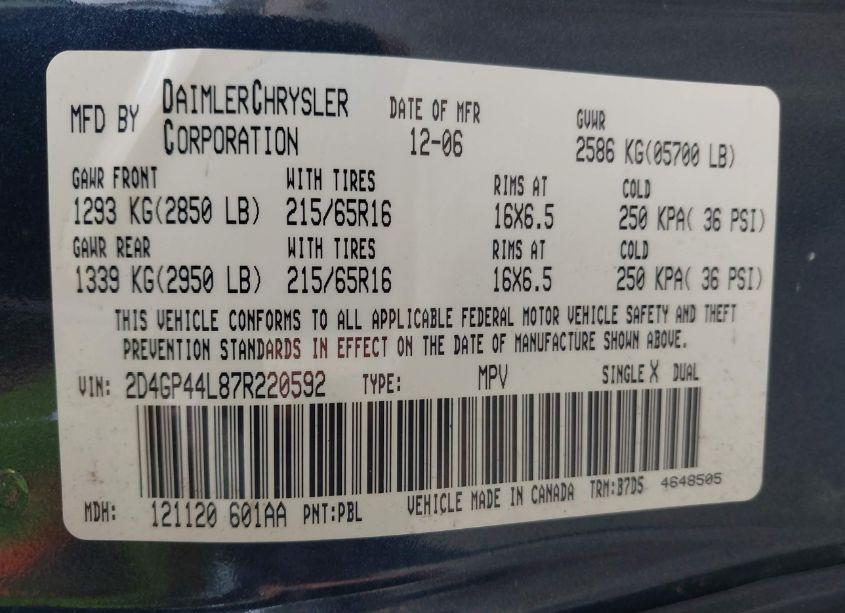 MFD BY DAIMLERCHRYSLER CORPORATION DATE OF MFR 12-06 GVWR 2586 KG(05700 LB)
GAWR FRONT WITH TIRES RIMS AT COLD
1293 KG(2850 LB) 215/65R16 16X6.5 250 KPA( 36 PSI)
GAWR REAR WITH TIRES RIMS AT COLD
1339 KG(2950 LB) 215/65R16 16X6.5 250 KPA( 36 PSI)
THIS VEHICLE CONFORMS TO ALL APPLICABLE FEDERAL MOTOR VEHICLE SAFETY AND THEFT
PREVENTION STANDARDS IN EFFECT ON THE DATE OF MANUFACTURE SHOWN ABOVE.
VIN: 2D4GP44L87R220592 TYPE: MPV SINGLE X DUAL
MDH: 121120 601AA PNT:PBL VEHICLE MADE IN CANADA TRM:B7D5 4648505